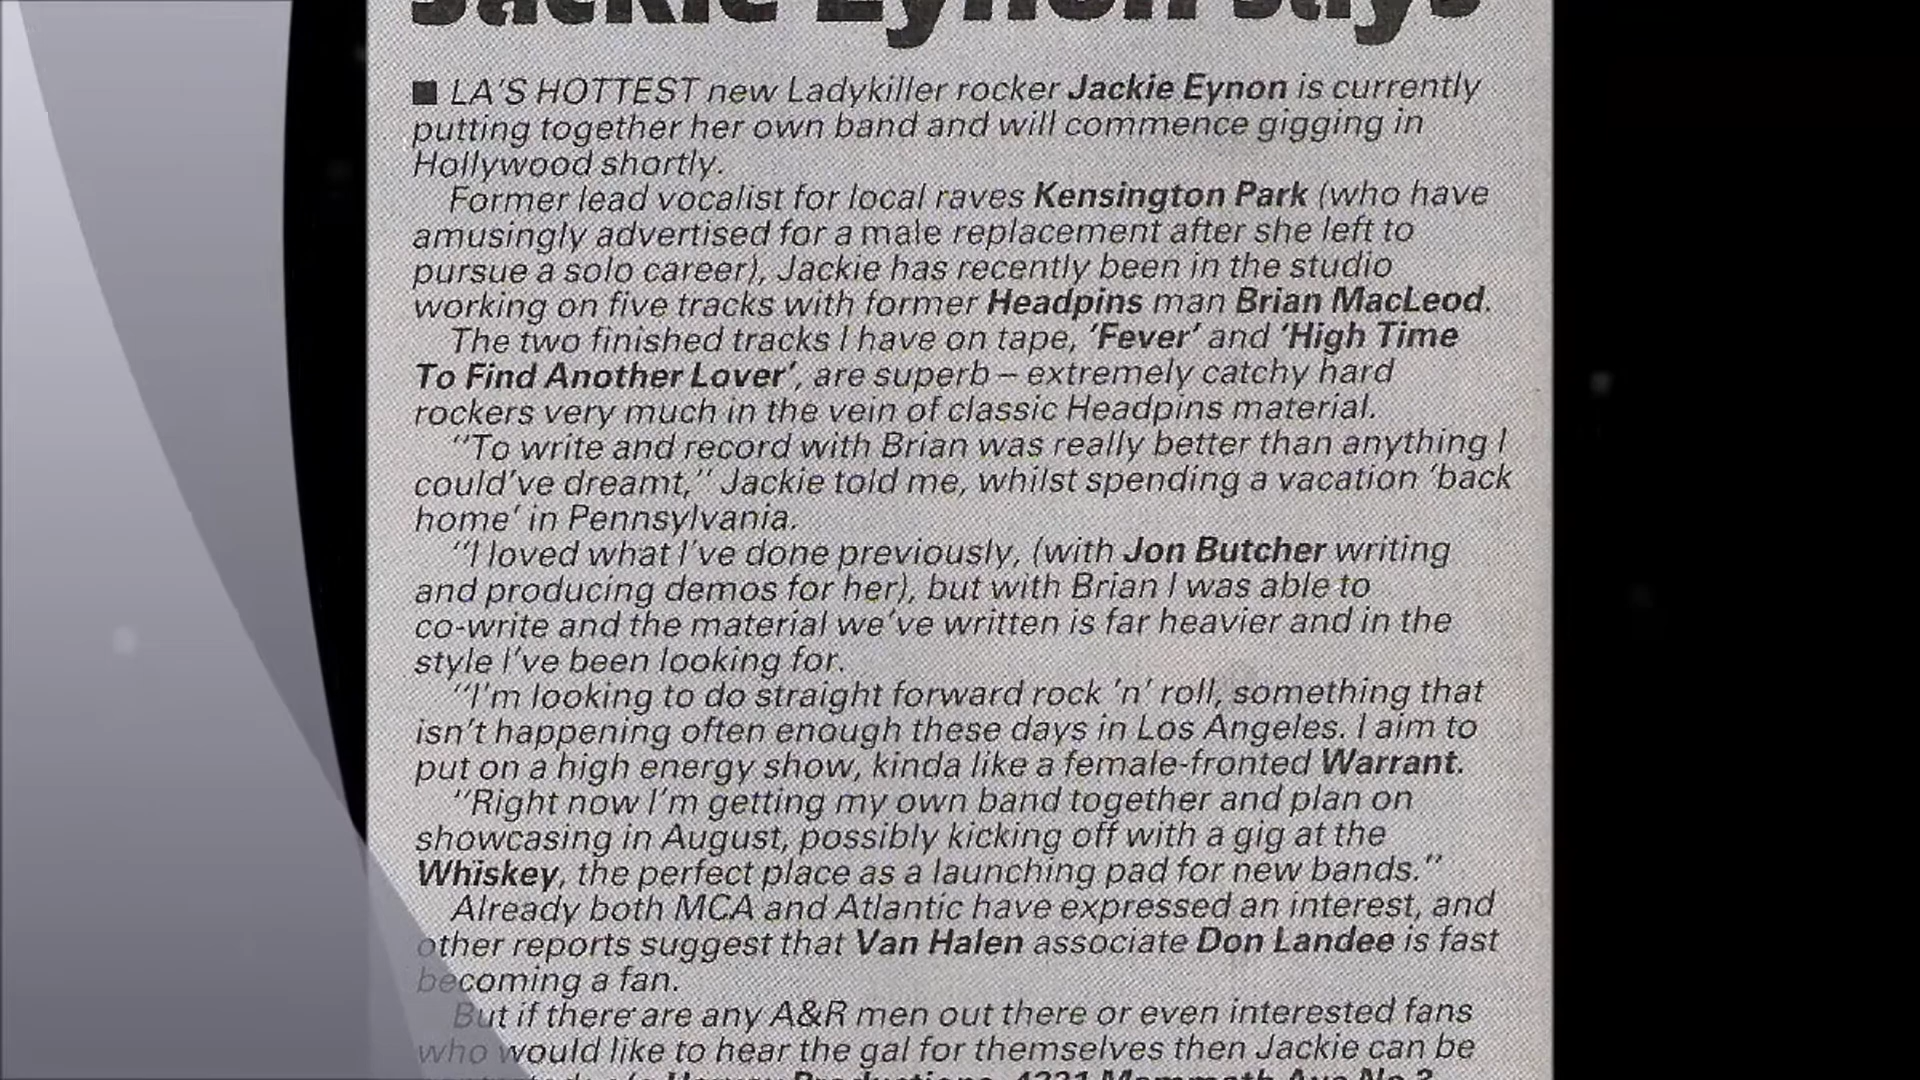 Jackie Eynon says
■ LA'S HOTTEST new Ladykiller rocker Jackie Eynon is currently
putting together her own band and will commence gigging in
Hollywood shortly.
Former lead vocalist for local raves Kensington Park (who have
amusingly advertised for a male replacement after she left to
pursue a solo career), Jackie has recently been in the studio
working on five tracks with former Headpins man Brian MacLeod.
The two finished tracks I have on tape, 'Fever' and 'High Time
To Find Another Lover', are superb – extremely catchy hard
rockers very much in the vein of classic Headpins material.
"To write and record with Brian was really better than anything I
could've dreamt," Jackie told me, whilst spending a vacation 'back
home' in Pennsylvania.
"I loved what I've done previously, (with Jon Butcher writing
and producing demos for her), but with Brian I was able to
co-write and the material we've written is far heavier and in the
style I've been looking for.
"I'm looking to do straight forward rock 'n' roll, something that
isn't happening often enough these days in Los Angeles. I aim to
put on a high energy show, kinda like a female-fronted Warrant.
"Right now I'm getting my own band together and plan on
showcasing in August, possibly kicking off with a gig at the
Whiskey, the perfect place as a launching pad for new bands."
Already both MCA and Atlantic have expressed an interest, and
other reports suggest that Van Halen associate Don Landee is fast
becoming a fan.
But if there are any A&R men out there or even interested fans
who would like to hear the gal for themselves then Jackie can be